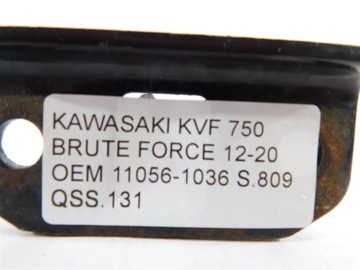 KAWASAKI KVF 750
BRUTE FORCE 12-20
OEM 11056-1036 S.809
QSS.131